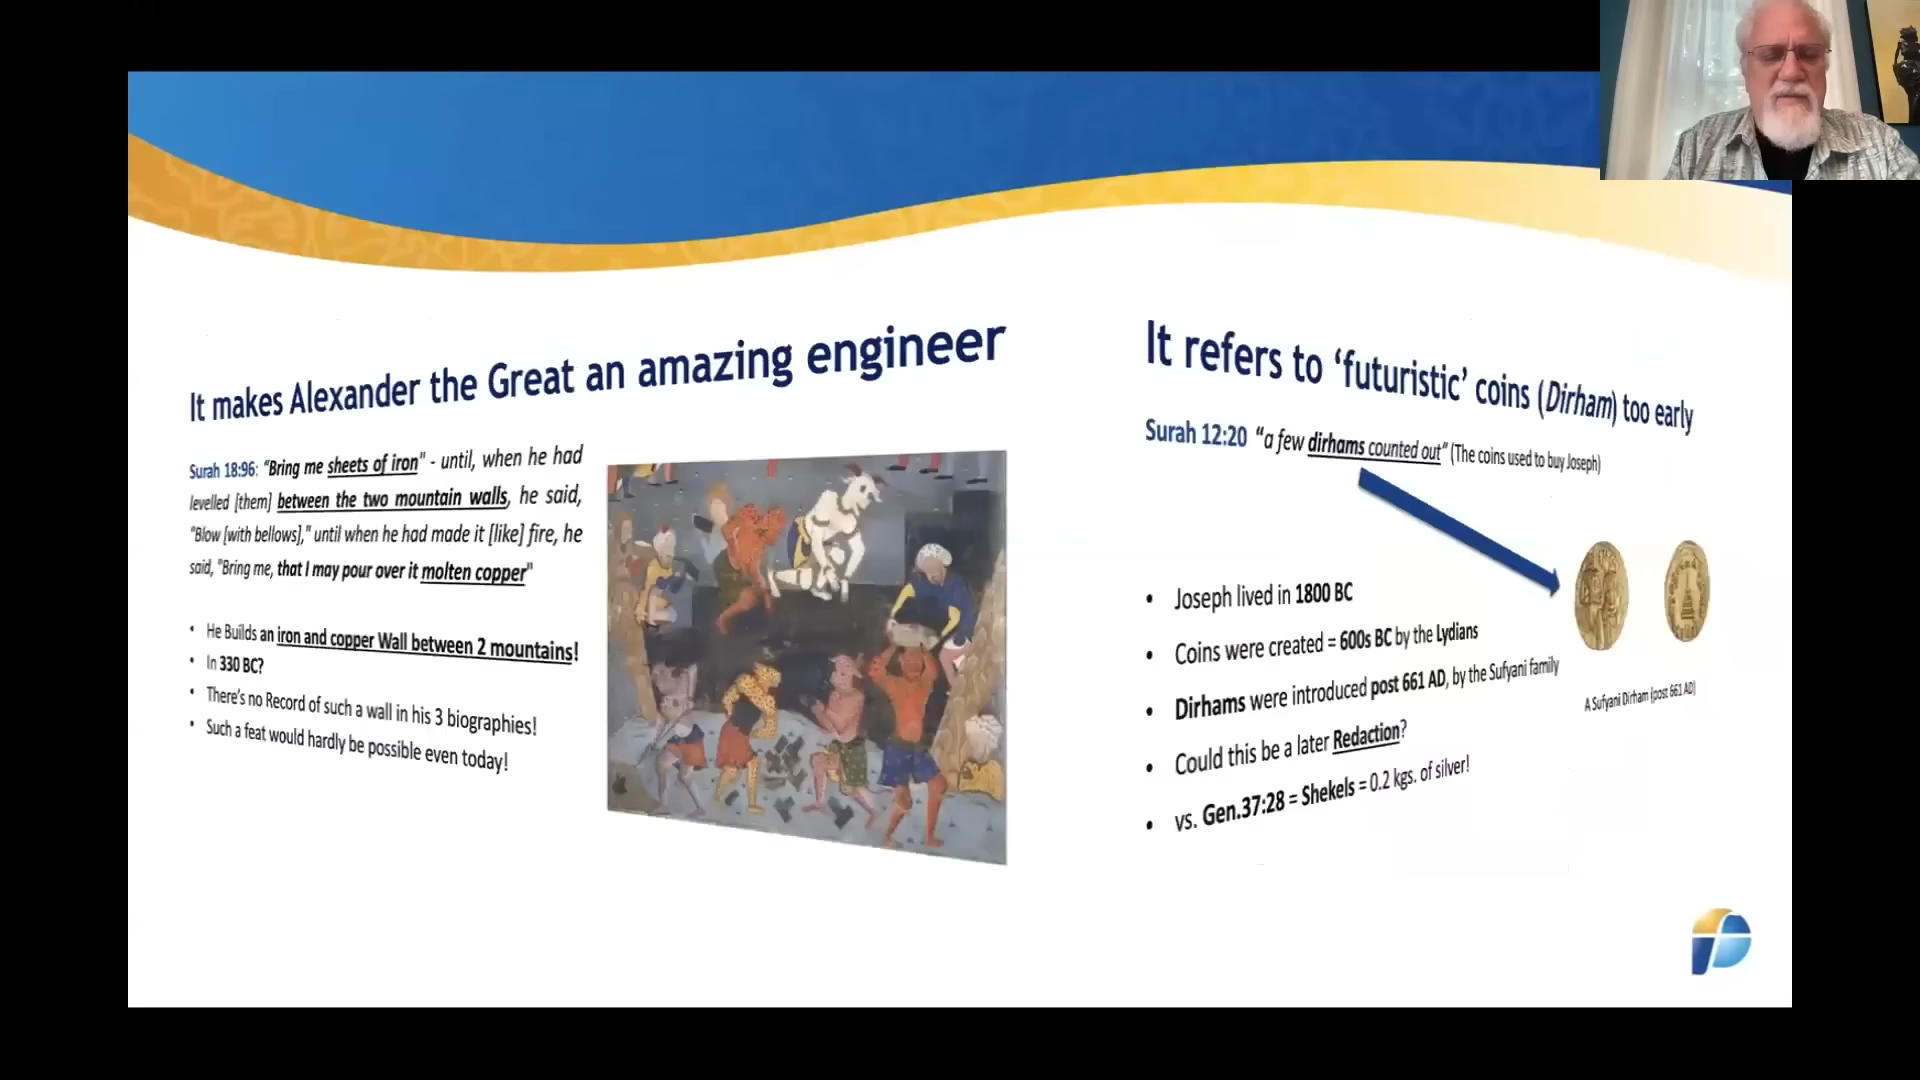 It makes Alexander the Great an amazing engineer
Surah 18:96: “Bring me sheets of iron" - until, when he had
levelled [them] between the two mountain walls, he said,
"Blow [with bellows]," until when he had made it [like] fire, he
said, "Bring me, that I may pour over it molten copper"
• He Builds an iron and copper Wall between 2 mountains!
• In 330 BC?
• There's no Record of such a wall in his 3 biographies!
• Such a feat would hardly be possible even today!
It refers to ‘futuristic’ coins (Dirham) too early
Surah 12:20 “a few dirhams counted out” (The coins used to buy Joseph)
• Joseph lived in 1800 BC
• Coins were created = 600s BC by the Lydians
• Dirhams were introduced post 661 AD, by the Sufyani family
• Could this be a later Redaction?
• vs. Gen.37:28 = Shekels = 0.2 kgs. of silver!
A Sufyani Dirham (post 661 AD)